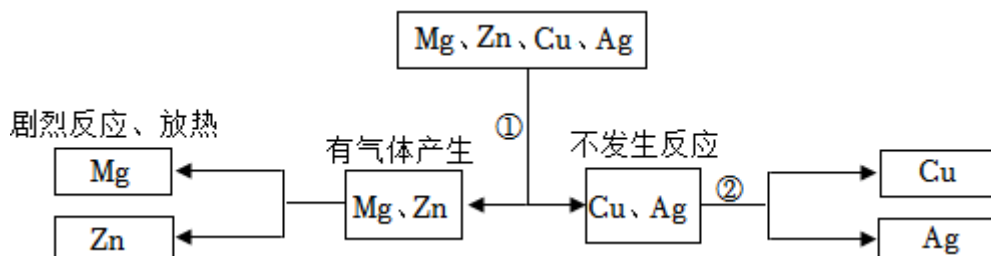 Mg、Zn、Cu、Ag
①
剧烈反应、放热
有气体产生
不发生反应
Mg
Mg、Zn
Cu、Ag
②
Cu
Zn
Ag